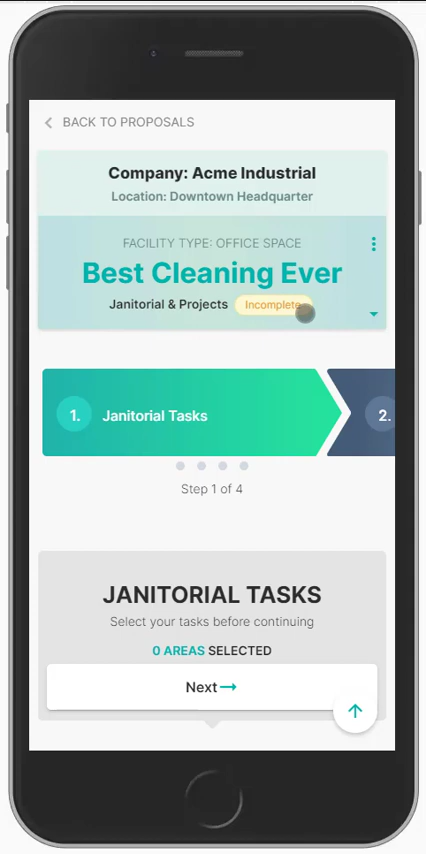 BACK TO PROPOSALS
Company: Acme Industrial
Location: Downtown Headquarter
FACILITY TYPE: OFFICE SPACE
Best Cleaning Ever
Janitorial & Projects Incomplete
1. Janitorial Tasks 2.
Step 1 of 4
JANITORIAL TASKS
Select your tasks before continuing
0 AREAS SELECTED
Next